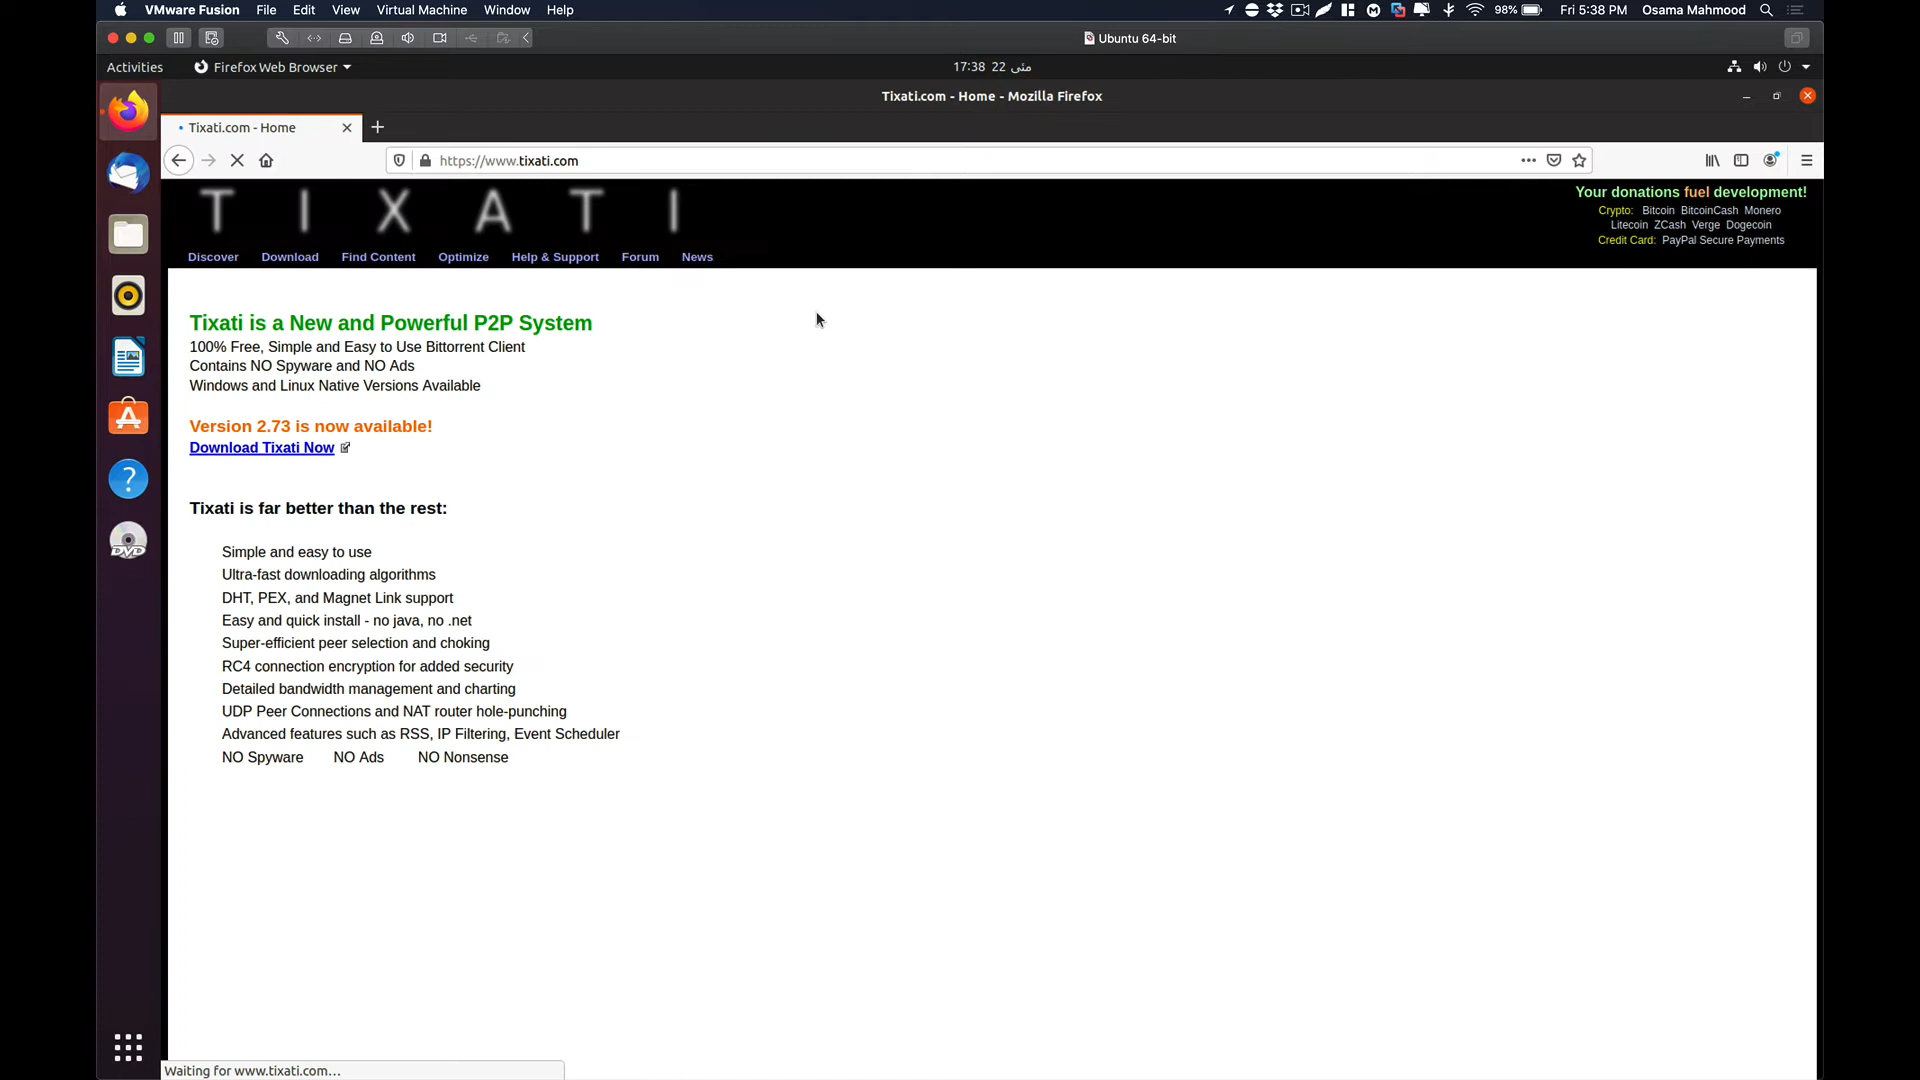 VMware Fusion File Edit View Virtual Machine Window Help 98% Fri 5:38 PM Osama Mahmood
Ubuntu 64-bit
Activities Firefox Web Browser 17:38 22 مئی
Tixati.com - Home - Mozilla Firefox
Tixati.com - Home
https://www.tixati.com
T I X A T I
Your donations fuel development!
Crypto: Bitcoin BitcoinCash Monero
Litecoin ZCash Verge Dogecoin
Credit Card: PayPal Secure Payments
Discover Download Find Content Optimize Help & Support Forum News
Tixati is a New and Powerful P2P System
100% Free, Simple and Easy to Use Bittorrent Client
Contains NO Spyware and NO Ads
Windows and Linux Native Versions Available
Version 2.73 is now available!
Download Tixati Now
Tixati is far better than the rest:
Simple and easy to use
Ultra-fast downloading algorithms
DHT, PEX, and Magnet Link support
Easy and quick install - no java, no .net
Super-efficient peer selection and choking
RC4 connection encryption for added security
Detailed bandwidth management and charting
UDP Peer Connections and NAT router hole-punching
Advanced features such as RSS, IP Filtering, Event Scheduler
NO Spyware NO Ads NO Nonsense
DVD
Waiting for www.tixati.com…